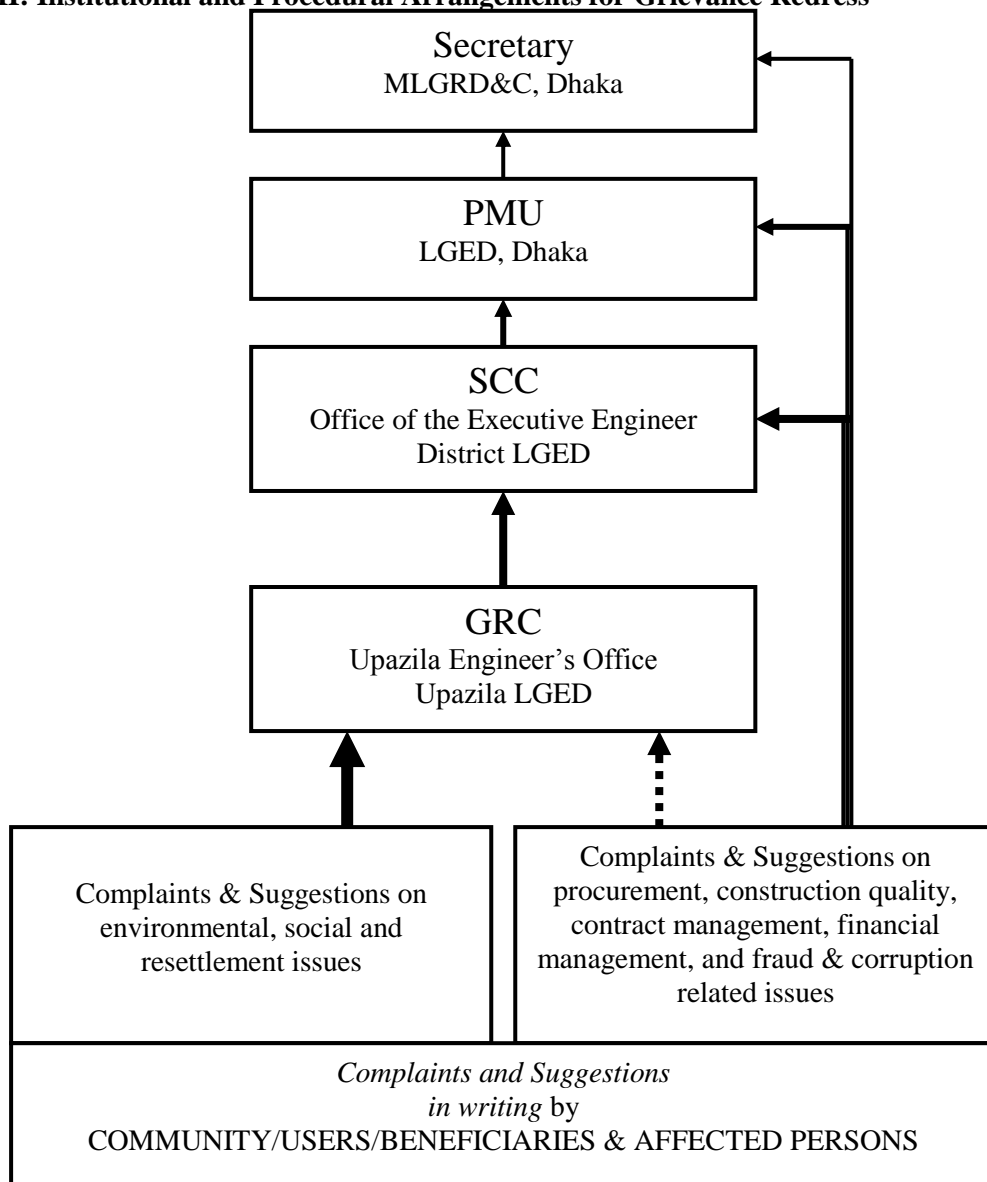 II. Institutional and Procedural Arrangements for Grievance Redress
Secretary
MLGRD&C, Dhaka
PMU
LGED, Dhaka
SCC
Office of the Executive Engineer
District LGED
GRC
Upazila Engineer’s Office
Upazila LGED
Complaints & Suggestions on
environmental, social and
resettlement issues
Complaints & Suggestions on
procurement, construction quality,
contract management, financial
management, and fraud & corruption
related issues
Complaints and Suggestions
in writing by
COMMUNITY/USERS/BENEFICIARIES & AFFECTED PERSONS